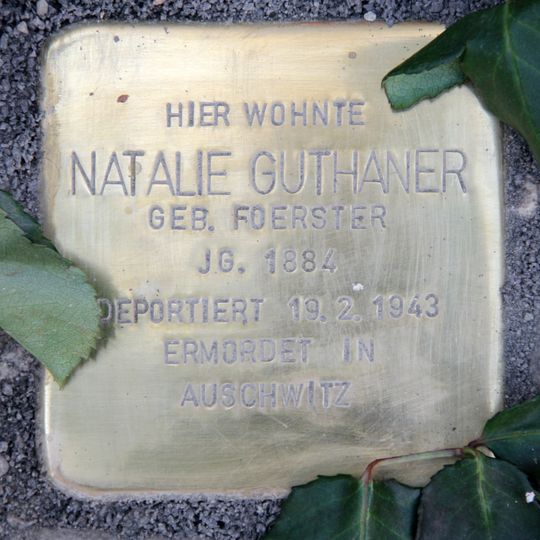 HIER WOHNTE
NATALIE GUTHANER
GEB. FOERSTER
JG. 1884
DEPORTIERT 19.2.1943
ERMORDET IN
AUSCHWITZ